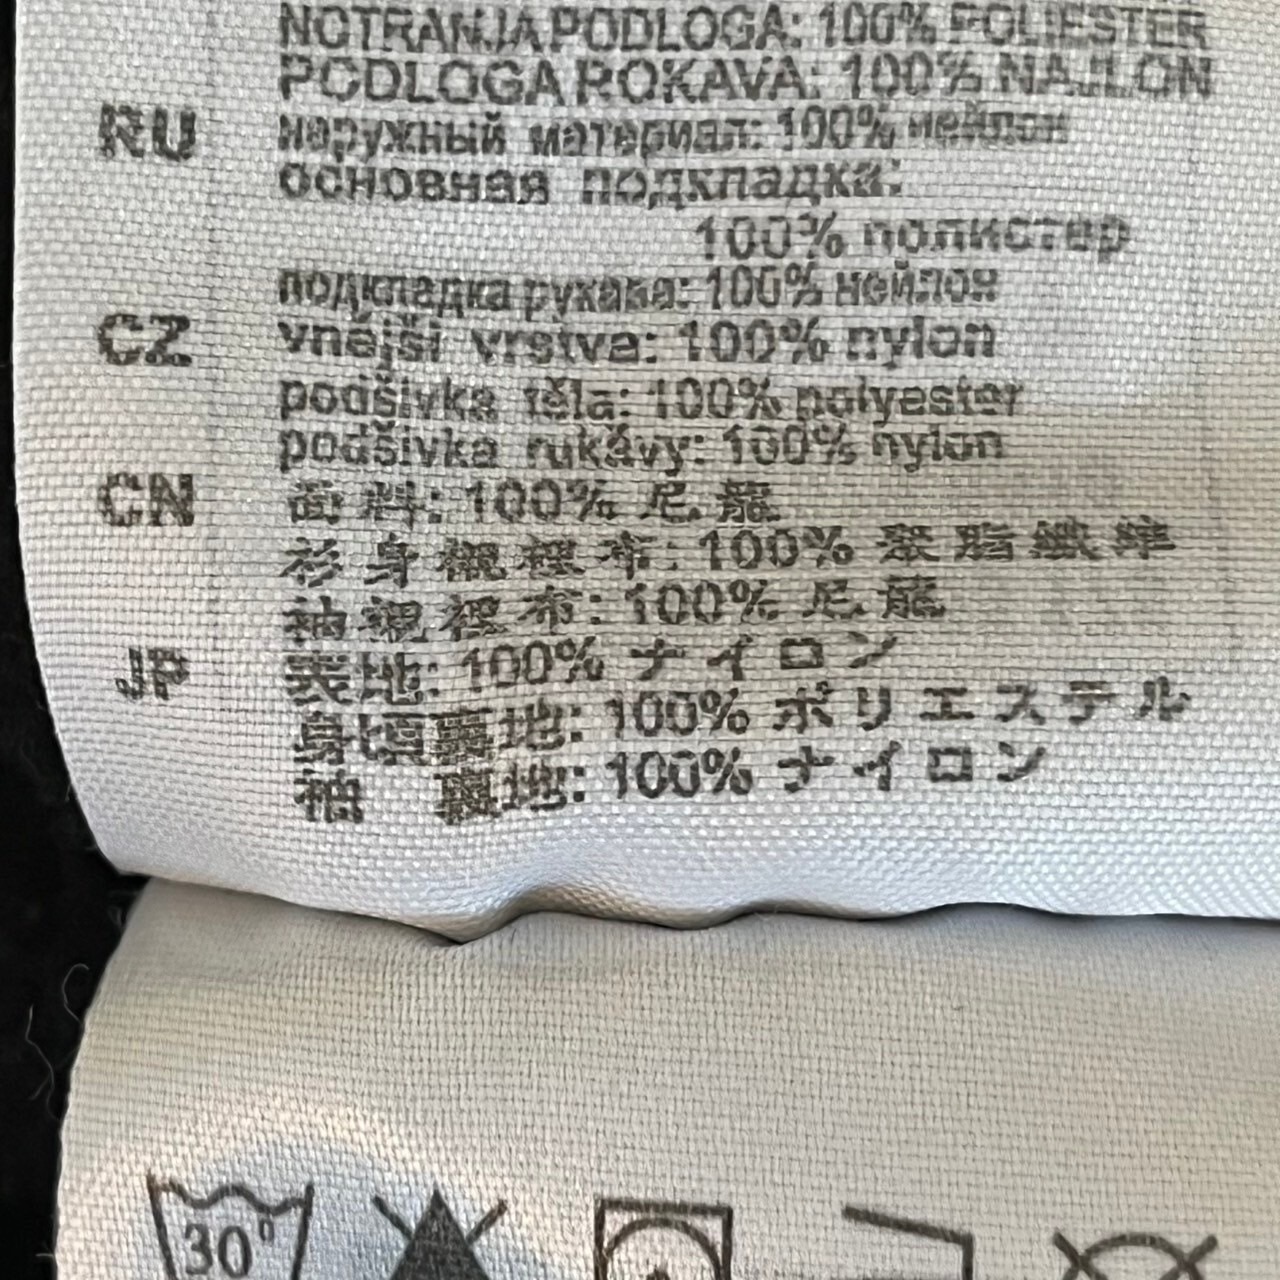 NOTRANJA PODLOGA: 100% POLIESTER
PODLOGA ROKAVA: 100% NAJLON
RU наружный материал: 100% нейлон
основная подкладка:
100% полистер
подкладка рукава: 100% нейлон
CZ vnější vrstva: 100% nylon
podšivka těla: 100% polyester
podšivka rukávy: 100% nylon
CN 面料: 100% 尼龍
衫身襯裡布: 100% 聚脂纖維
袖襯裡布: 100% 尼龍
JP 表地: 100% ナイロン
身頃裏地: 100% ポリエステル
袖 裏地: 100% ナイロン
30°